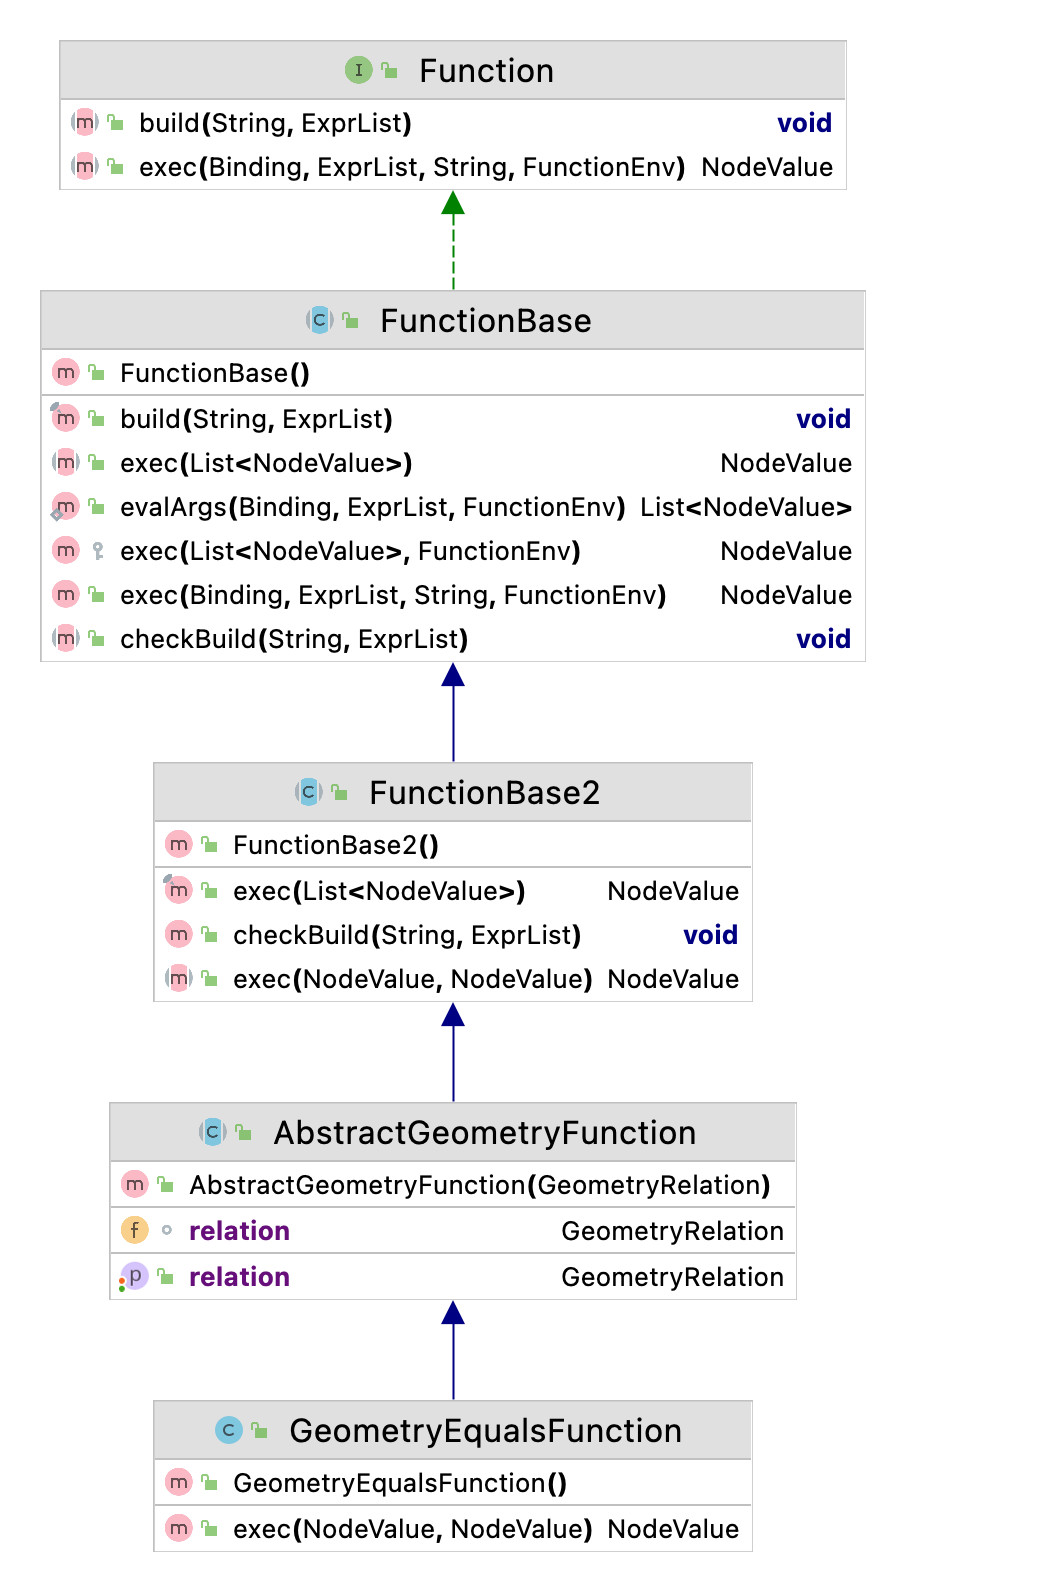 I Function
m build(String, ExprList) void
m exec(Binding, ExprList, String, FunctionEnv) NodeValue
C FunctionBase
m FunctionBase()
m build(String, ExprList) void
m exec(List<NodeValue>) NodeValue
m evalArgs(Binding, ExprList, FunctionEnv) List<NodeValue>
m exec(List<NodeValue>, FunctionEnv) NodeValue
m exec(Binding, ExprList, String, FunctionEnv) NodeValue
m checkBuild(String, ExprList) void
C FunctionBase2
m FunctionBase2()
m exec(List<NodeValue>) NodeValue
m checkBuild(String, ExprList) void
m exec(NodeValue, NodeValue) NodeValue
C AbstractGeometryFunction
m AbstractGeometryFunction(GeometryRelation)
f relation GeometryRelation
p relation GeometryRelation
C GeometryEqualsFunction
m GeometryEqualsFunction()
m exec(NodeValue, NodeValue) NodeValue